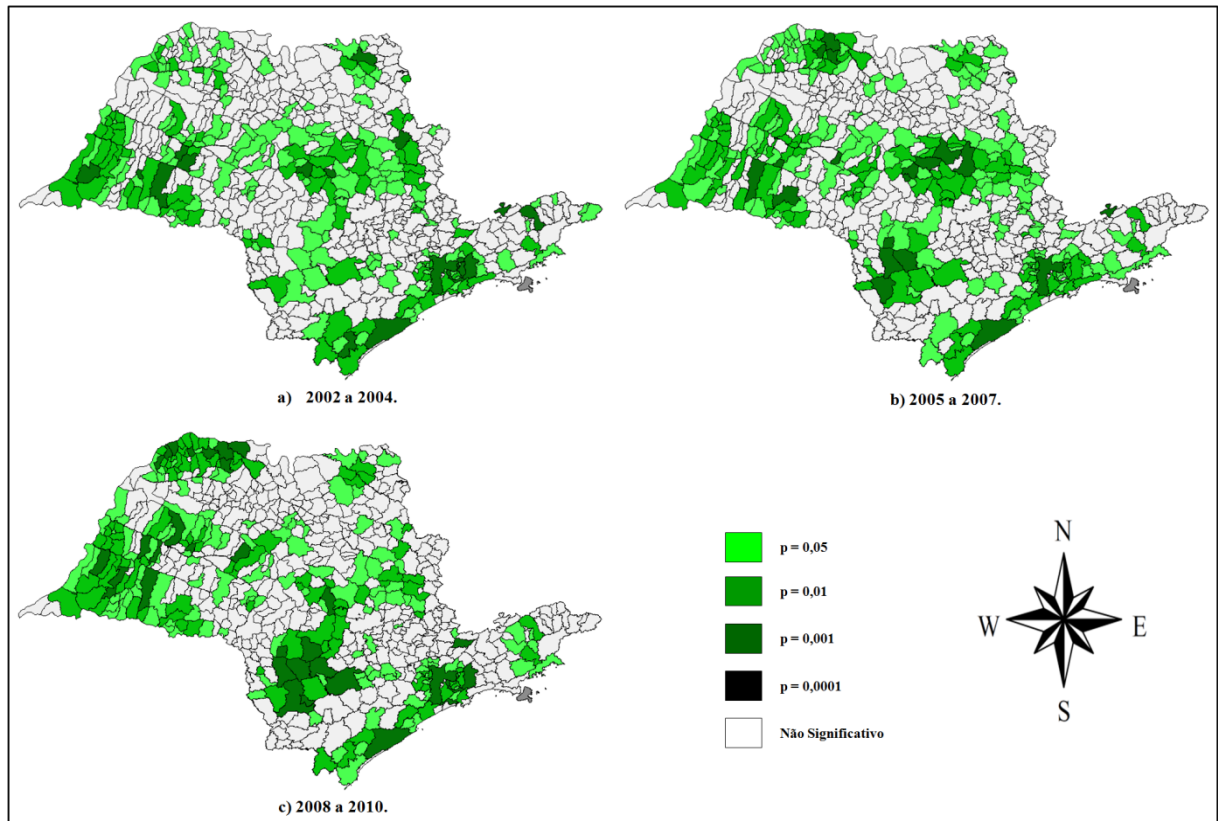 a) 2002 a 2004.
b) 2005 a 2007.
c) 2008 a 2010.
p = 0,05
p = 0,01
p = 0,001
p = 0,0001
Não Significativo
N
W
E
S